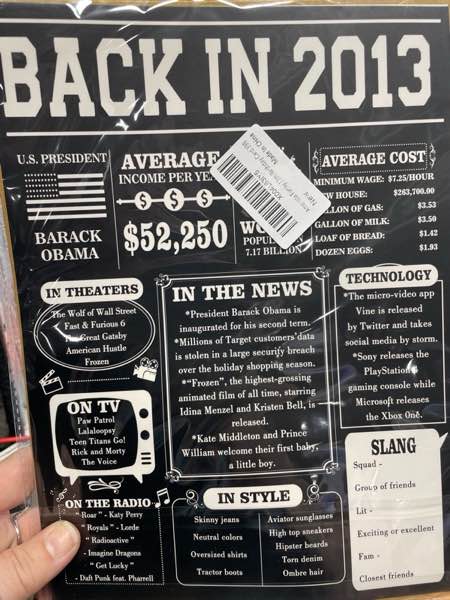 BACK IN 2013
U.S. PRESIDENT
BARACK
OBAMA
AVERAGE
INCOME PER YE
$ $ $
$52,250
Made in China
New
W
POPUL
7.17 BILLION
AVERAGE COST
MINIMUM WAGE: $7.25/HOUR
W HOUSE: $263,700.00
LLON OF GAS: $3.53
GALLON OF MILK: $3.50
LOAF OF BREAD: $1.42
DOZEN EGGS: $1.93
IN THEATERS
The Wolf of Wall Street
Fast & Furious 6
The Great Gatsby
American Hustle
Frozen
IN THE NEWS
*President Barack Obama is
inaugurated for his second term.
*Millions of Target customers' data
is stolen in a large security breach
over the holiday shopping season.
*"Frozen", the highest-grossing
animated film of all time, starring
Idina Menzel and Kristen Bell, is
released.
*Kate Middleton and Prince
William welcome their first baby,
a little boy.
TECHNOLOGY
*The micro-video app
Vine is released
by Twitter and takes
social media by storm.
*Sony releases the
PlayStation 4
gaming console while
Microsoft releases
the Xbox One.
ON TV
Paw Patrol
Lalaloopsy
Teen Titans Go!
Rick and Morty
The Voice
ON THE RADIO
" Roar " - Katy Perry
" Royals " - Lorde
" Radioactive "
- Imagine Dragons
" Get Lucky "
- Daft Punk feat. Pharrell
IN STYLE
Skinny jeans
Neutral colors
Oversized shirts
Tractor boots
Aviator sunglasses
High top sneakers
Hipster beards
Torn denim
Ombre hair
SLANG
Squad -
Group of friends
Lit -
Exciting or excellent
Fam -
Closest friends